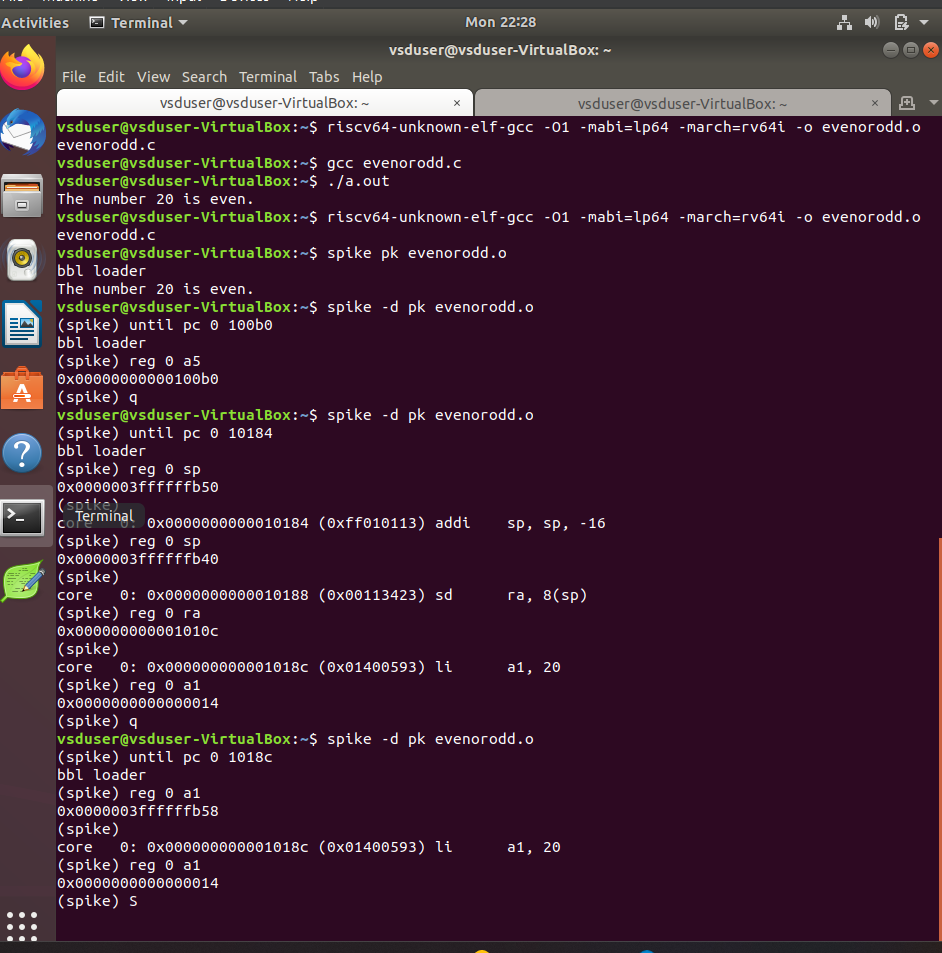 Activities Terminal Mon 22:28
vsduser@vsduser-VirtualBox: ~
File Edit View Search Terminal Tabs Help
vsduser@vsduser-VirtualBox: ~ × vsduser@vsduser-VirtualBox: ~ ×
vsduser@vsduser-VirtualBox:~$ riscv64-unknown-elf-gcc -O1 -mabi=lp64 -march=rv64i -o evenorodd.o
evenorodd.c
vsduser@vsduser-VirtualBox:~$ gcc evenorodd.c
vsduser@vsduser-VirtualBox:~$ ./a.out
The number 20 is even.
vsduser@vsduser-VirtualBox:~$ riscv64-unknown-elf-gcc -O1 -mabi=lp64 -march=rv64i -o evenorodd.o
evenorodd.c
vsduser@vsduser-VirtualBox:~$ spike pk evenorodd.o
bbl loader
The number 20 is even.
vsduser@vsduser-VirtualBox:~$ spike -d pk evenorodd.o
(spike) until pc 0 100b0
bbl loader
(spike) reg 0 a5
0x00000000000100b0
(spike) q
vsduser@vsduser-VirtualBox:~$ spike -d pk evenorodd.o
(spike) until pc 0 10184
bbl loader
(spike) reg 0 sp
0x0000003ffffffb50
(spike)
Terminal
core 0: 0x0000000000010184 (0xff010113) addi sp, sp, -16
(spike) reg 0 sp
0x0000003ffffffb40
(spike)
core 0: 0x0000000000010188 (0x00113423) sd ra, 8(sp)
(spike) reg 0 ra
0x000000000001010c
(spike)
core 0: 0x000000000001018c (0x01400593) li a1, 20
(spike) reg 0 a1
0x0000000000000014
(spike) q
vsduser@vsduser-VirtualBox:~$ spike -d pk evenorodd.o
(spike) until pc 0 1018c
bbl loader
(spike) reg 0 a1
0x0000003ffffffb58
(spike)
core 0: 0x000000000001018c (0x01400593) li a1, 20
(spike) reg 0 a1
0x0000000000000014
(spike) S